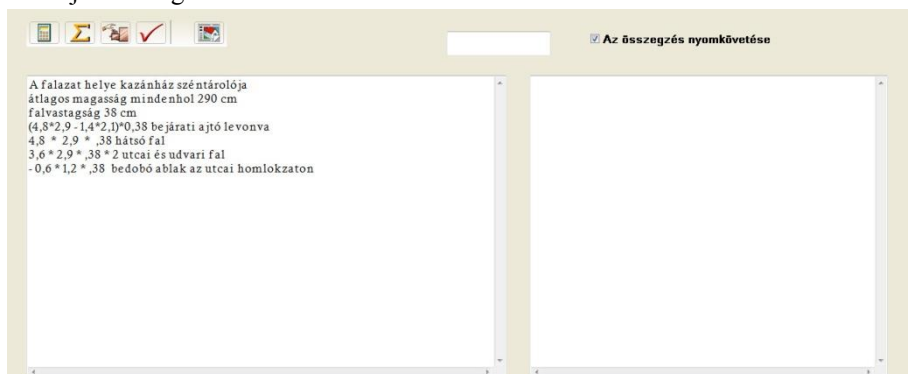 Az összegzés nyomkövetése
A falazat helye kazánház széntárolója
átlagos magasság mindenhol 290 cm
falvastagság 38 cm
(4,8*2,9 - 1,4*2,1)*0,38 bejárati ajtó levonva
4,8 * 2,9 * ,38 hátsó fal
3,6 * 2,9 * ,38 * 2 utcai és udvari fal
- 0,6 * 1,2 * ,38 bedobó ablak az utcai homlokzaton